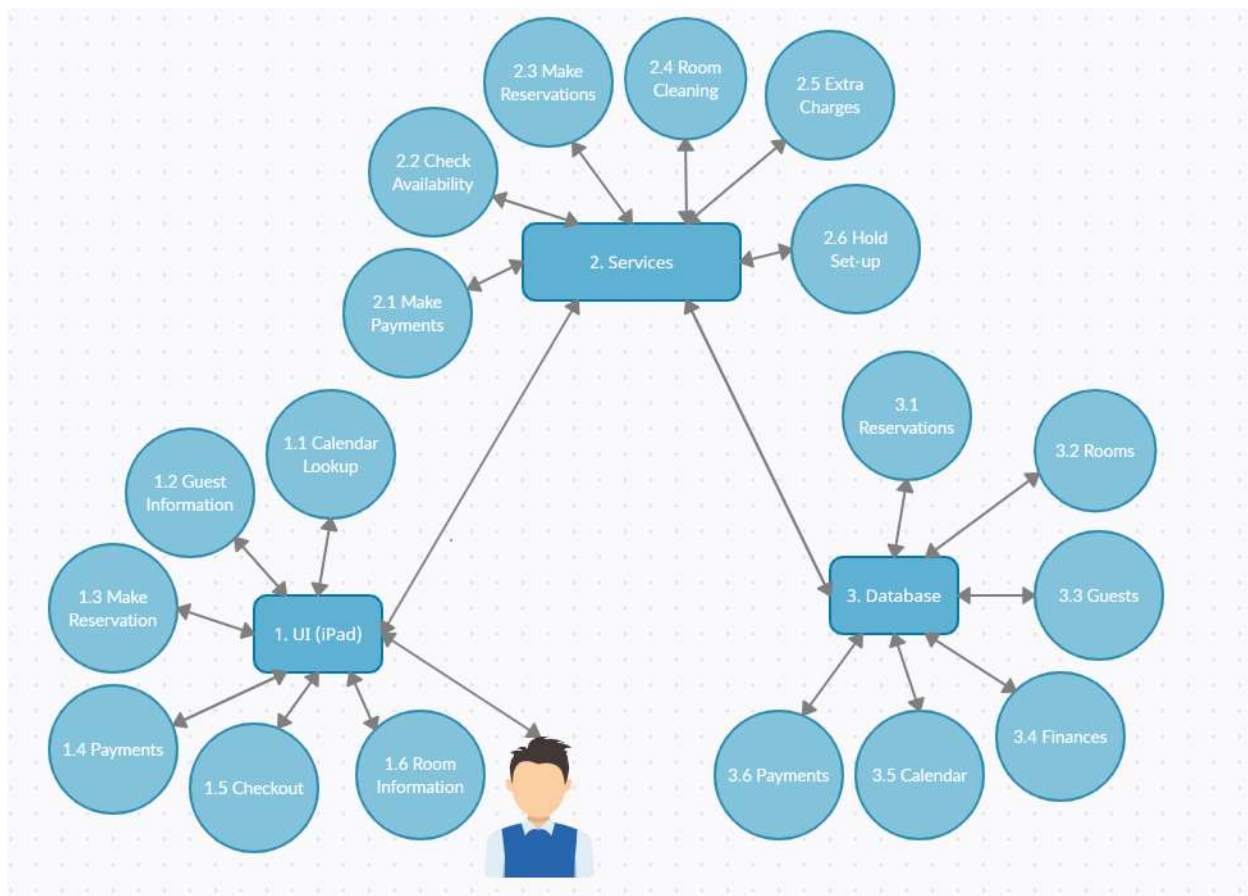 2.3 Make
Reservations
2.4 Room
Cleaning
2.5 Extra
Charges
2.2 Check
Availability
2. Services
2.6 Hold
Set-up
2.1 Make
Payments
1.1 Calendar
Lookup
1.2 Guest
Information
1.3 Make
Reservation
1. UI (iPad)
1.4 Payments
1.5 Checkout
1.6 Room
Information
3.1
Reservations
3.2 Rooms
3. Database
3.3 Guests
3.4 Finances
3.5 Calendar
3.6 Payments